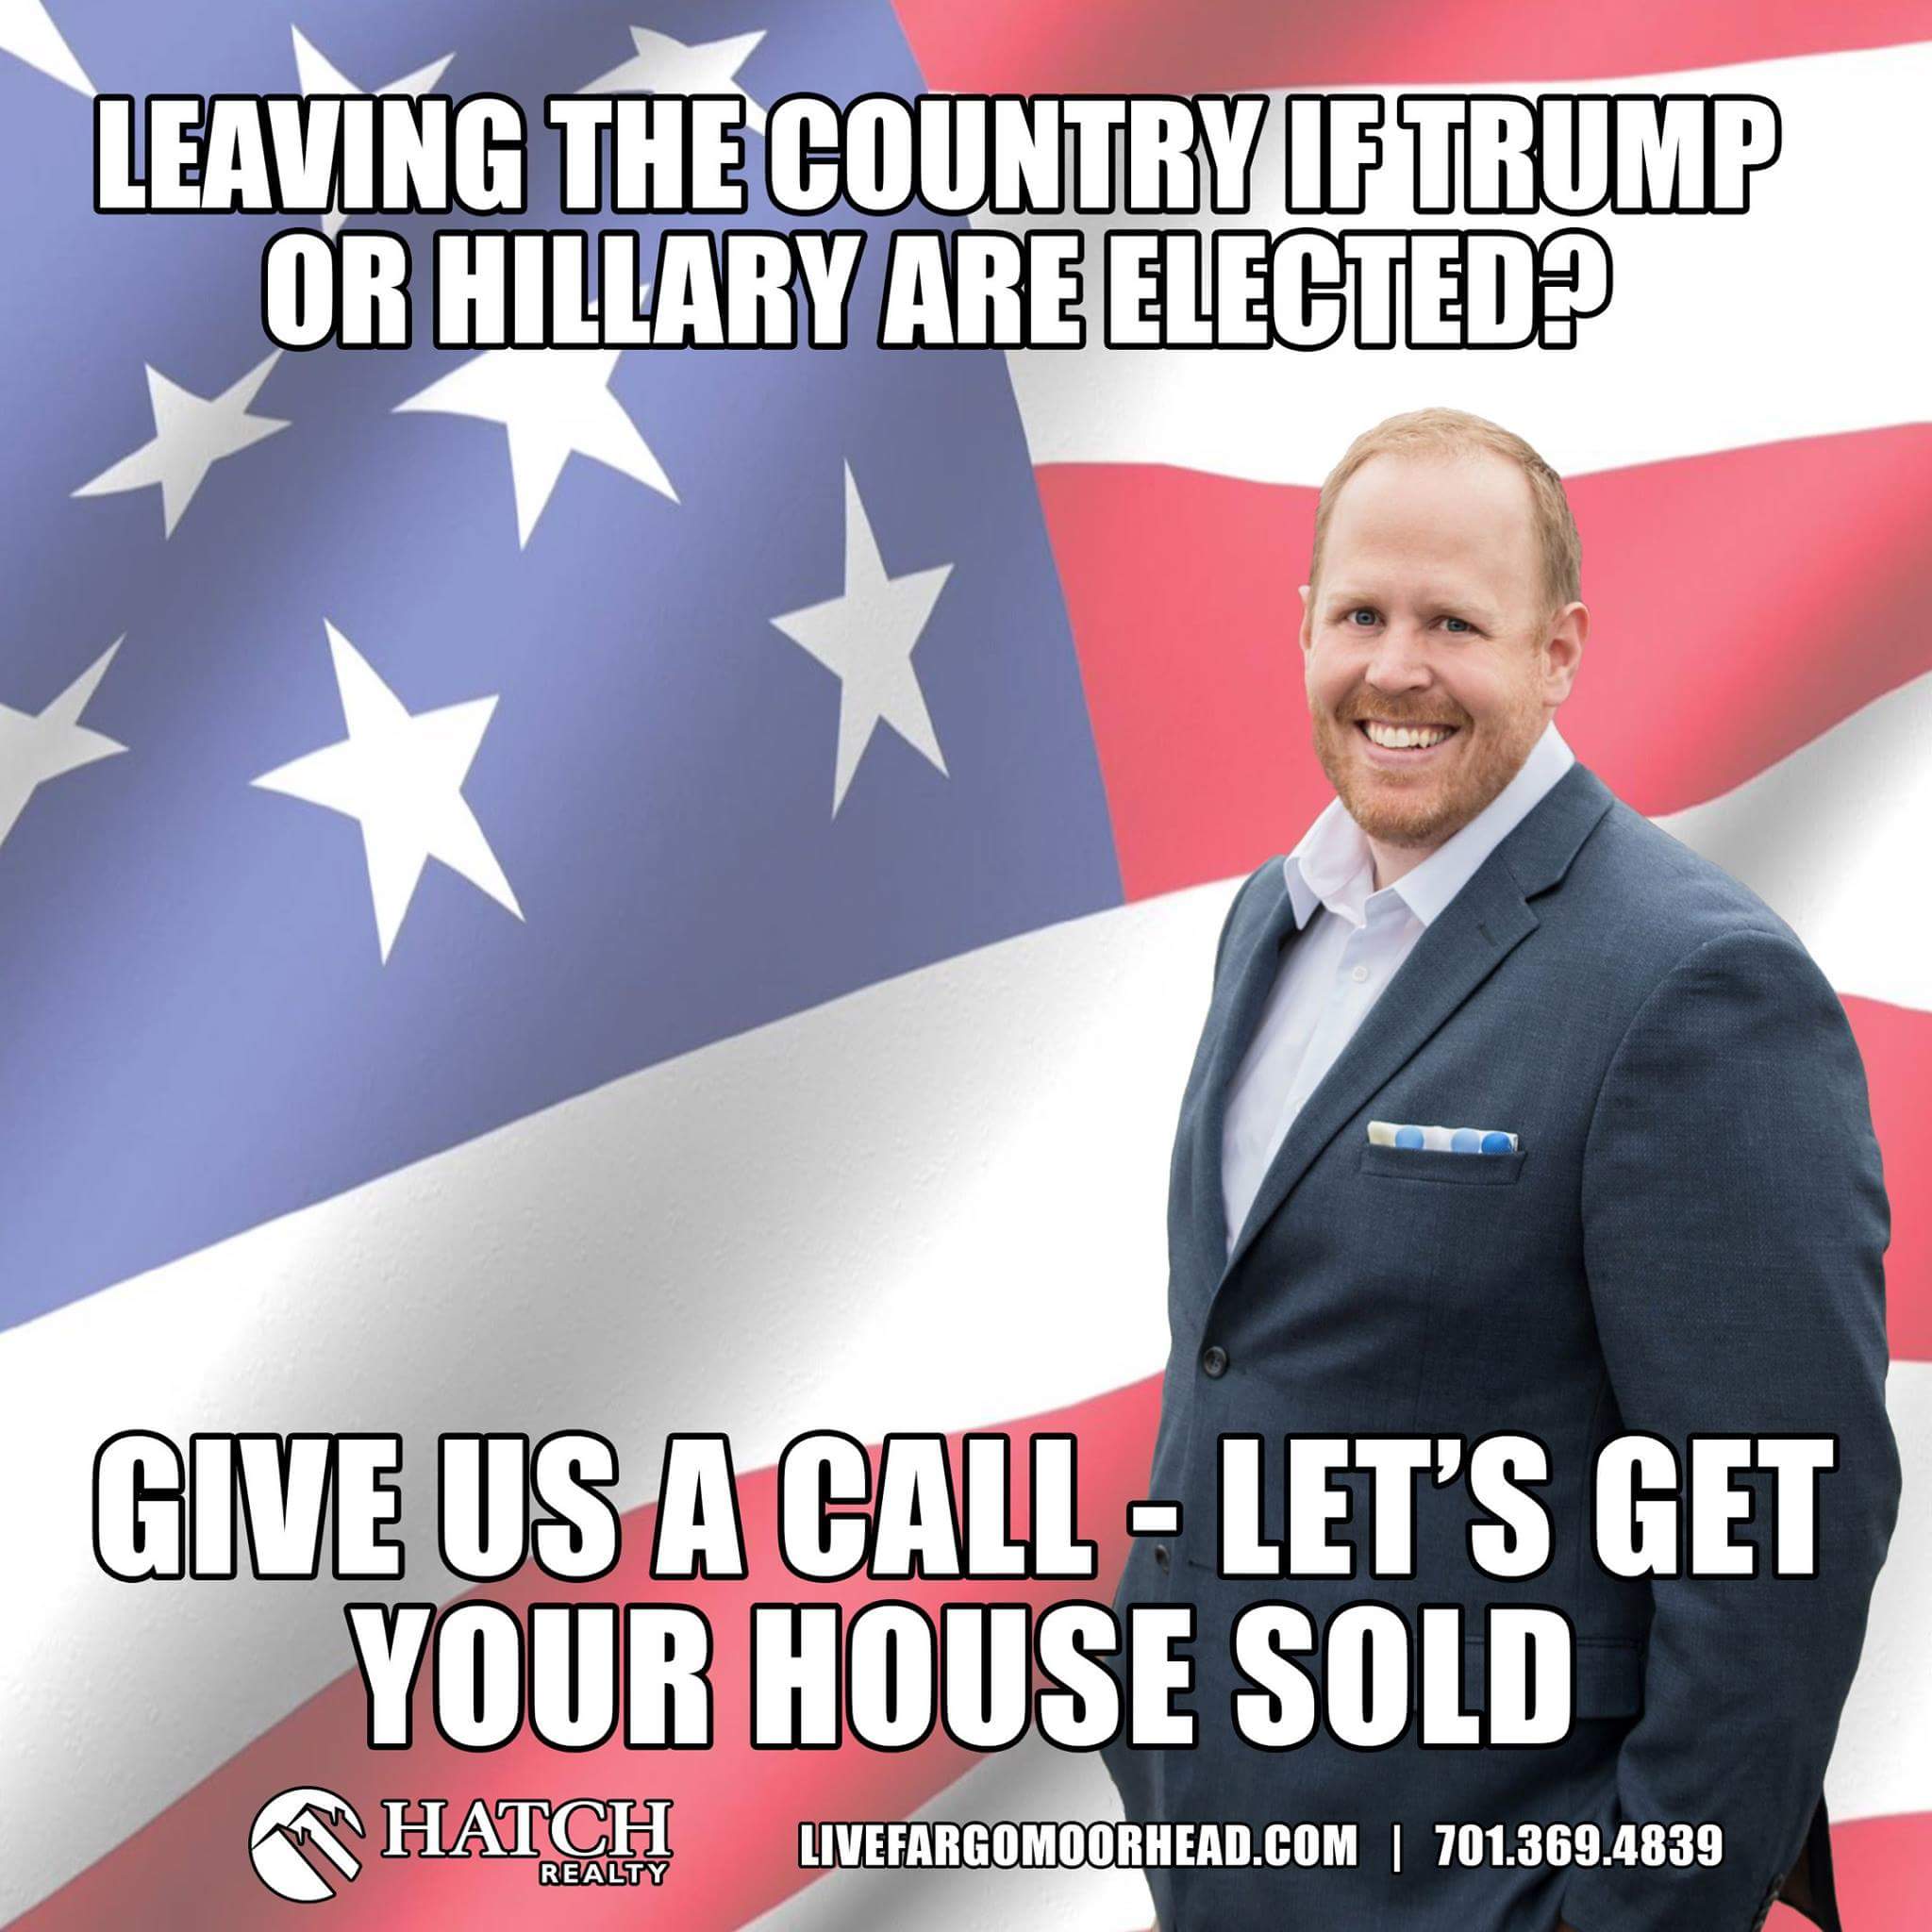 LEAVING THE COUNTRY IF TRUMP
OR HILLARY ARE ELECTED?
GIVE US A CALL - LET'S GET
YOUR HOUSE SOLD
HATCH
REALTY
LIVEFARGOMOORHEAD.COM | 701.369.4839